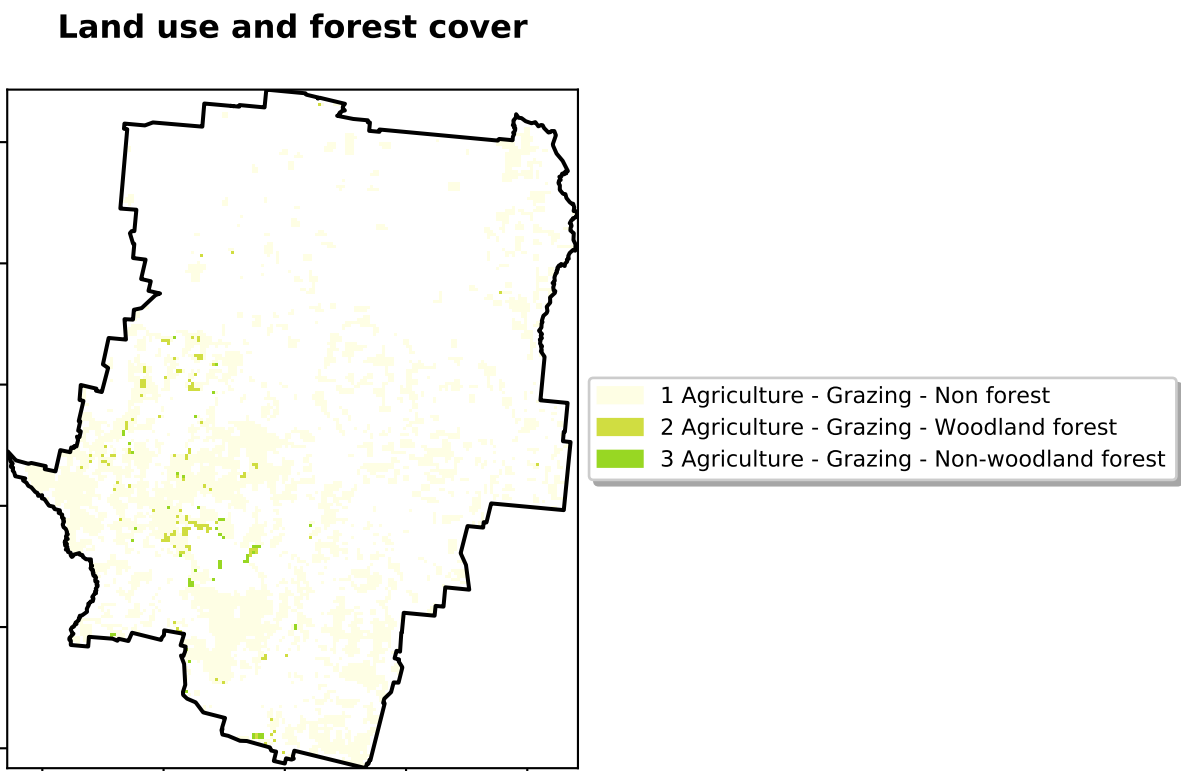 Land use and forest cover
1 Agriculture - Grazing - Non forest
2 Agriculture - Grazing - Woodland forest
3 Agriculture - Grazing - Non-woodland forest